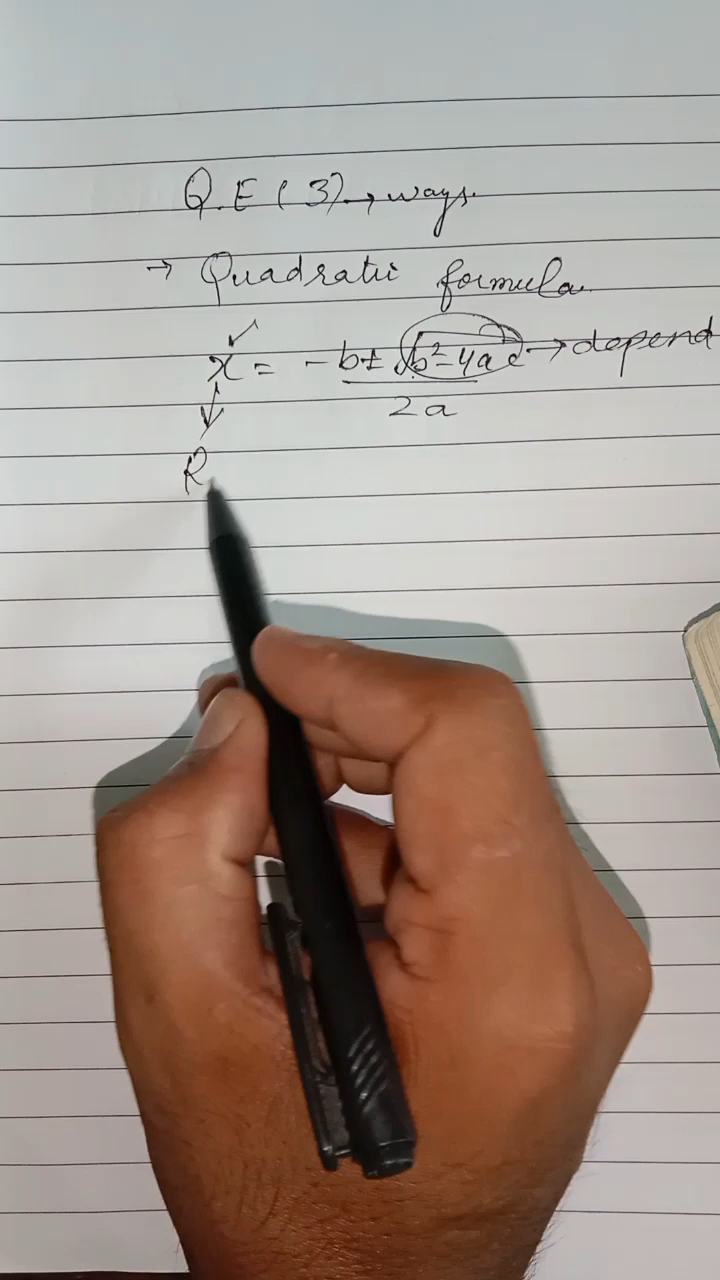 Q.E (3) → ways.
→ Quadratic formula.
✓
x = -b ± √b²-4ac → depend
2a
↓
R